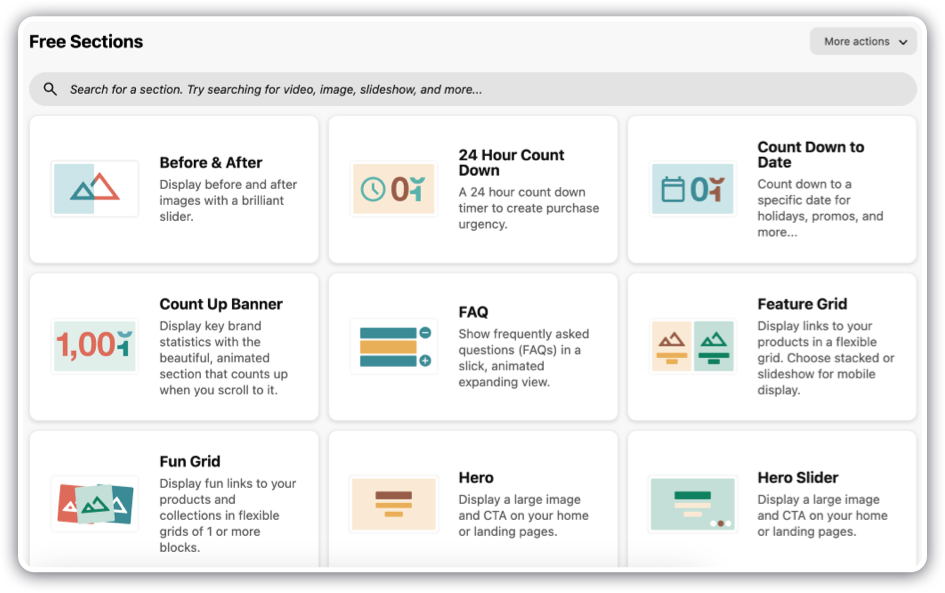 Free Sections
More actions
Search for a section. Try searching for video, image, slideshow, and more...
Before & After
Display before and after
images with a brilliant
slider.
24 Hour Count
Down
A 24 hour count down
timer to create purchase
urgency.
Count Down to
Date
Count down to a
specific date for
holidays, promos, and
more...
Count Up Banner
Display key brand
statistics with the
beautiful, animated
section that counts up
when you scroll to it.
1,00
FAQ
Show frequently asked
questions (FAQs) in a
slick, animated
expanding view.
Feature Grid
Display links to your
products in a flexible
grid. Choose stacked or
slideshow for mobile
display.
Fun Grid
Display fun links to your
products and
collections in flexible
grids of 1 or more
blocks.
Hero
Display a large image
and CTA on your home
or landing pages.
Hero Slider
Display a large image
and CTA on your home
or landing pages.